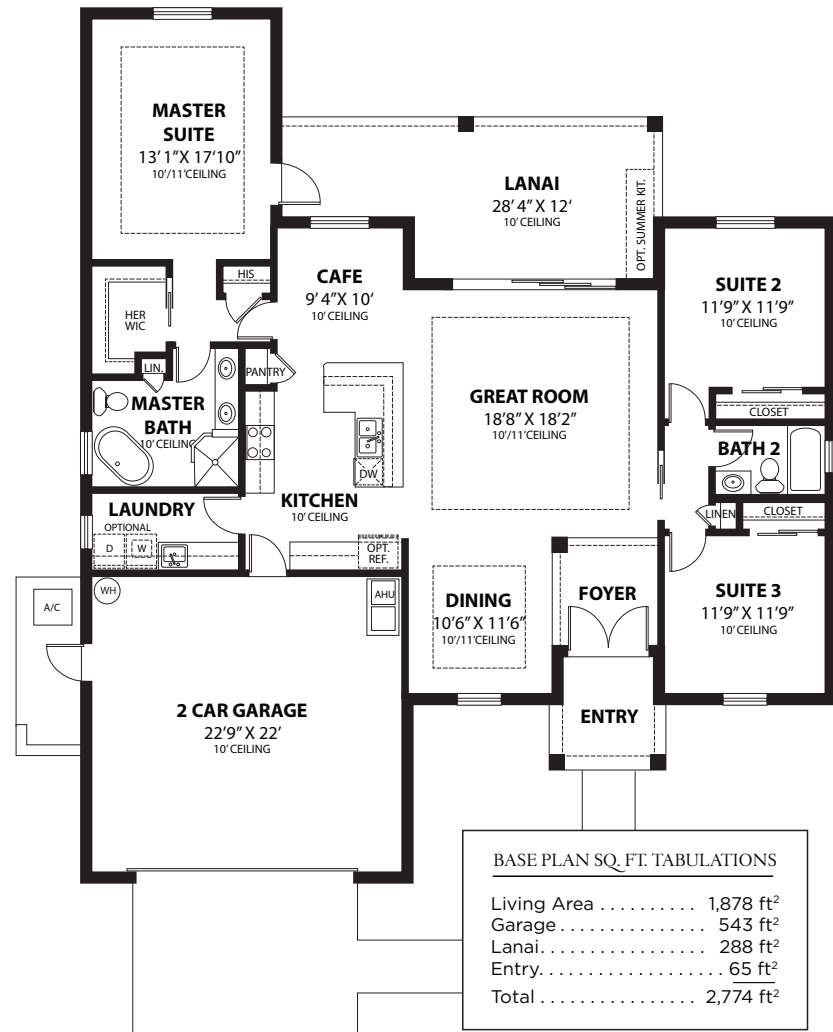 MASTER
SUITE
13' 1"X 17'10"
10'/11'CEILING
LANAI
28' 4" X 12'
10' CEILING
OPT. SUMMER KIT.
HIS
HER
WIC
CAFE
9' 4"X 10'
10' CEILING
SUITE 2
11'9" X 11'9"
10' CEILING
CLOSET
LIN.
PANTRY
MASTER
BATH
10' CEILING
GREAT ROOM
18'8" X 18'2"
10'/11'CEILING
BATH 2
DW
KITCHEN
10' CEILING
LAUNDRY
OPTIONAL
D
W
OPT.
REF.
LINEN
CLOSET
WH
AHU
A/C
DINING
10'6" X 11'6"
10'/11'CEILING
FOYER
SUITE 3
11'9" X 11'9"
10' CEILING
2 CAR GARAGE
22'9" X 22'
10' CEILING
ENTRY
BASE PLAN SQ. FT. TABULATIONS
Living Area . . . . . . . . . . 1,878 ft²
Garage . . . . . . . . . . . . . . . 543 ft²
Lanai. . . . . . . . . . . . . . . . . 288 ft²
Entry. . . . . . . . . . . . . . . . . . 65 ft²
Total . . . . . . . . . . . . . . . . 2,774 ft²